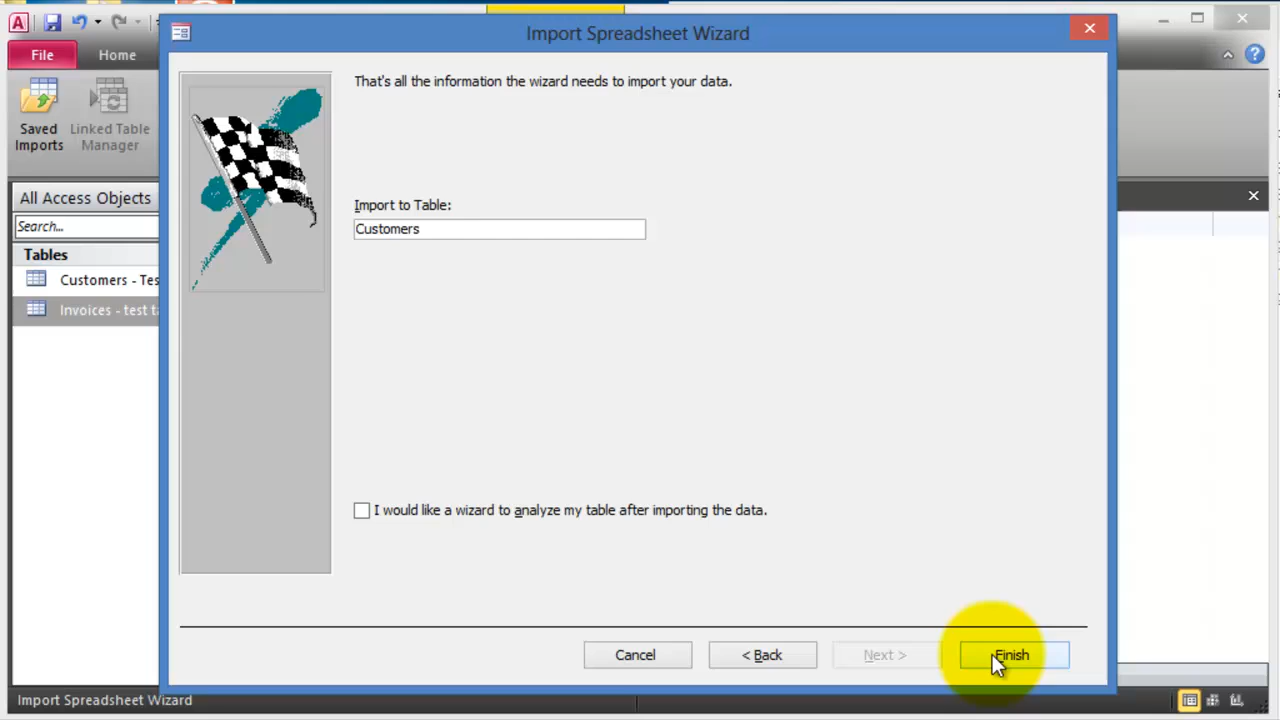 A
Import Spreadsheet Wizard
File
Home
Saved Imports
Linked Table Manager
All Access Objects
Search...
Tables
Customers - Tes
Invoices - test ta
That's all the information the wizard needs to import your data.
Import to Table:
Customers
I would like a wizard to analyze my table after importing the data.
Cancel
< Back
Next >
Finish
Import Spreadsheet Wizard